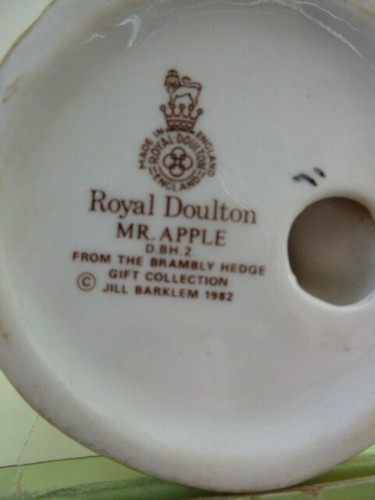 MADE IN ENGLAND
ROYAL DOULTON
ENGLAND
Royal Doulton
MR. APPLE
D.BH.2
FROM THE BRAMBLY HEDGE
GIFT COLLECTION
© JILL BARKLEM 1982